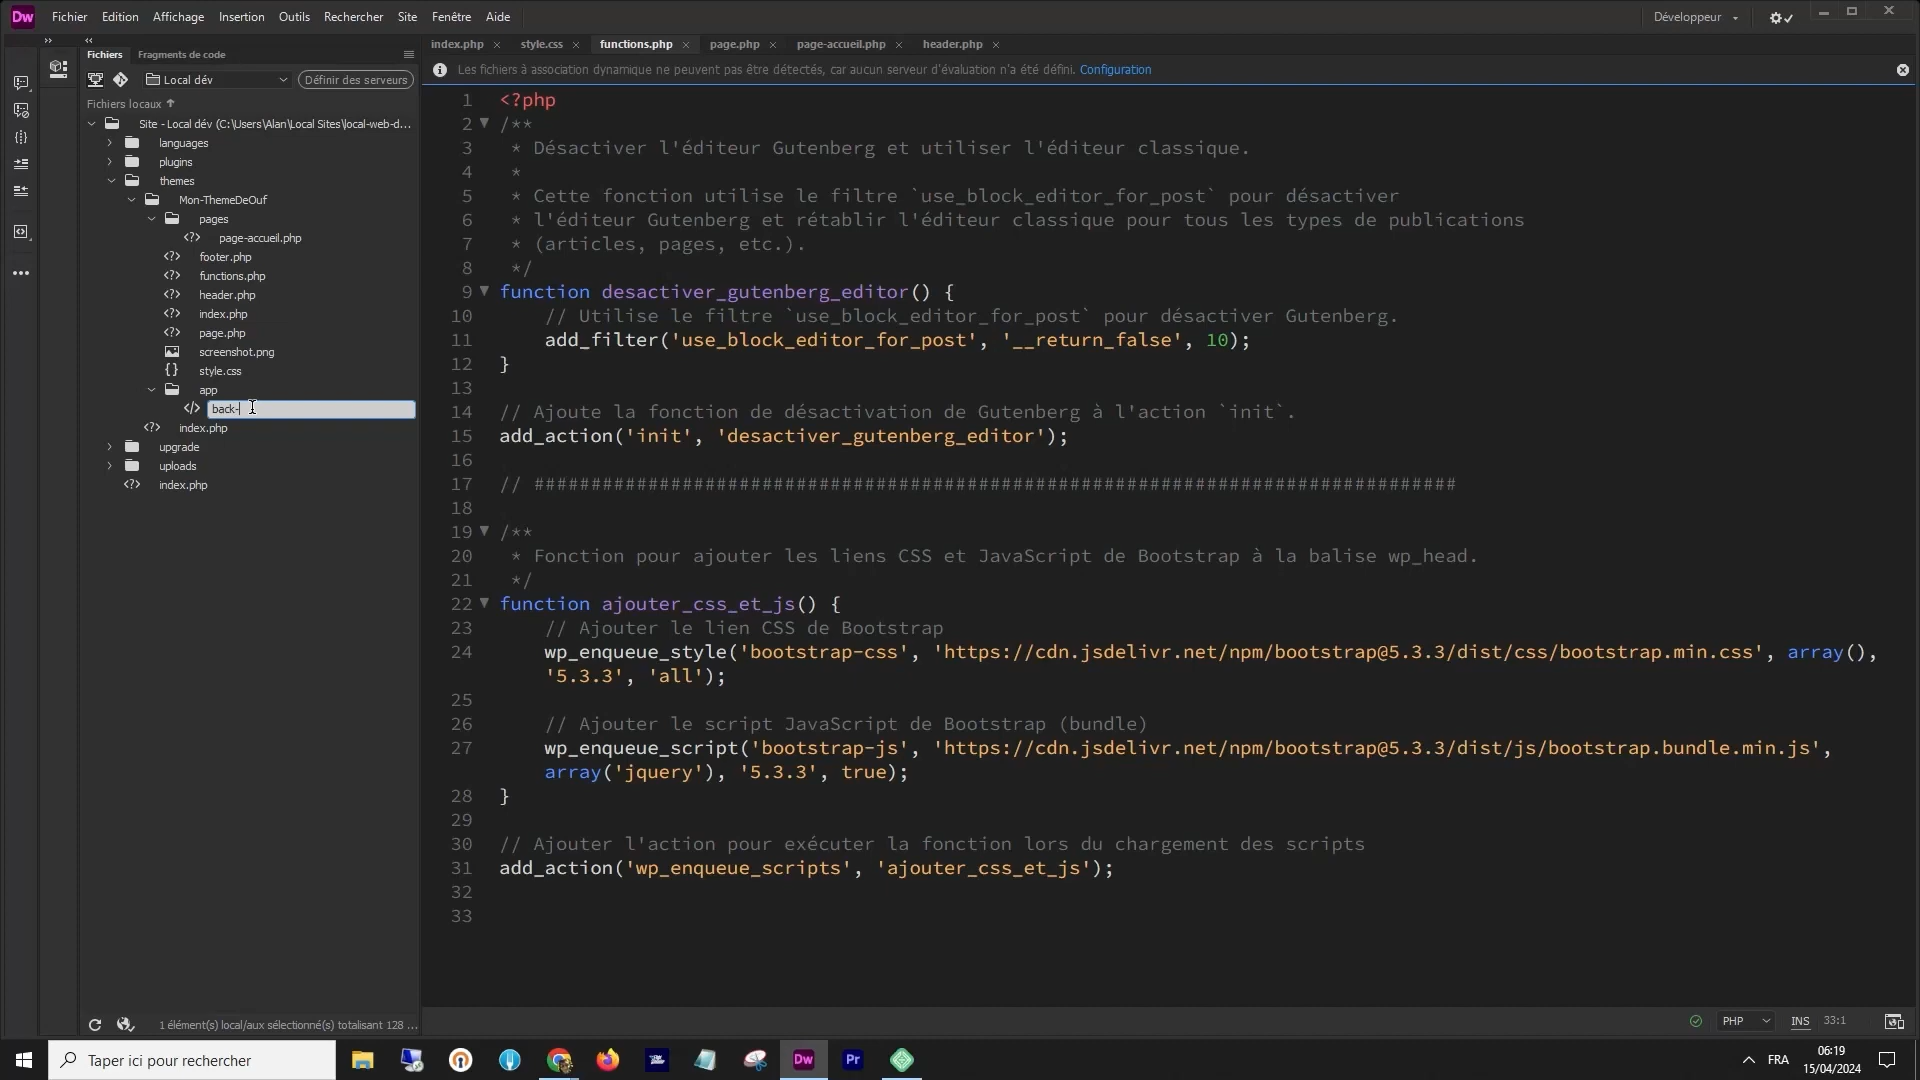 Dw Fichier Edition Affichage Insertion Outils Rechercher Site Fenêtre Aide Développeur
Fichiers Fragments de code
index.php style.css functions.php page.php page-accueil.php header.php
Local dév Définir des serveurs
Les fichiers à association dynamique ne peuvent pas être détectés, car aucun serveur d'évaluation n'a été défini. Configuration
Fichiers locaux
Site - Local dév (C:\Users\Alan\Local Sites\local-web-d...
languages
plugins
themes
Mon-ThemeDeOuf
pages
page-accueil.php
footer.php
functions.php
header.php
index.php
page.php
screenshot.png
style.css
app
back-
index.php
upgrade
uploads
index.php
1 élément(s) local/aux sélectionné(s) totalisant 128 ...
1 <?php
2 /**
3 * Désactiver l'éditeur Gutenberg et utiliser l'éditeur classique.
4 *
5 * Cette fonction utilise le filtre `use_block_editor_for_post` pour désactiver
6 * l'éditeur Gutenberg et rétablir l'éditeur classique pour tous les types de publications
7 * (articles, pages, etc.).
8 */
9 function desactiver_gutenberg_editor() {
10 // Utilise le filtre `use_block_editor_for_post` pour désactiver Gutenberg.
11 add_filter('use_block_editor_for_post', '__return_false', 10);
12 }
13
14 // Ajoute la fonction de désactivation de Gutenberg à l'action `init`.
15 add_action('init', 'desactiver_gutenberg_editor');
16
17 // #################################################################################
18
19 /**
20 * Fonction pour ajouter les liens CSS et JavaScript de Bootstrap à la balise wp_head.
21 */
22 function ajouter_css_et_js() {
23 // Ajouter le lien CSS de Bootstrap
24 wp_enqueue_style('bootstrap-css', 'https://cdn.jsdelivr.net/npm/bootstrap@5.3.3/dist/css/bootstrap.min.css', array(),
'5.3.3', 'all');
25
26 // Ajouter le script JavaScript de Bootstrap (bundle)
27 wp_enqueue_script('bootstrap-js', 'https://cdn.jsdelivr.net/npm/bootstrap@5.3.3/dist/js/bootstrap.bundle.min.js',
array('jquery'), '5.3.3', true);
28 }
29
30 // Ajouter l'action pour exécuter la fonction lors du chargement des scripts
31 add_action('wp_enqueue_scripts', 'ajouter_css_et_js');
32
33
PHP INS 33:1
Taper ici pour rechercher
Dw Pr
FRA
06:19
15/04/2024